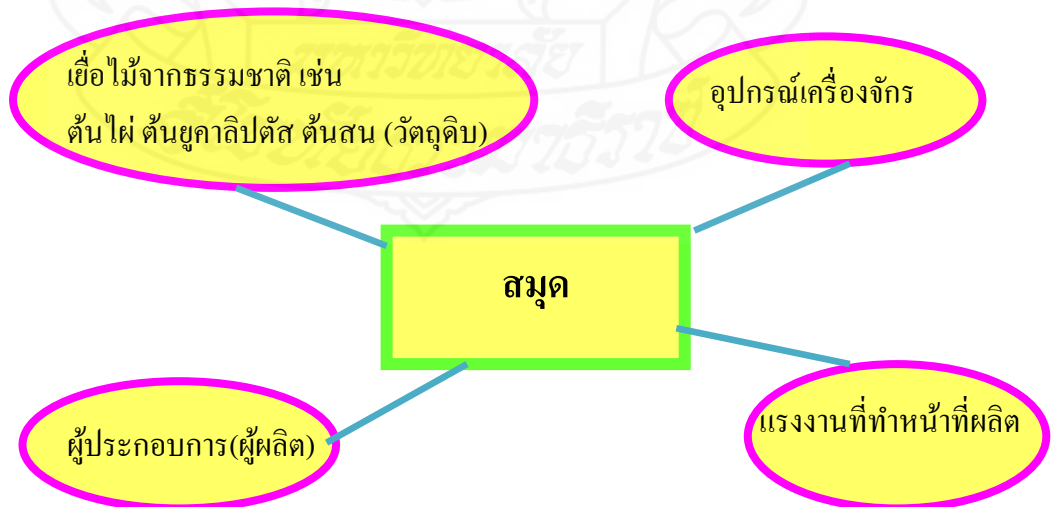 เยื่อไม้จากธรรมชาติ เช่น
ต้นไผ่ ต้นยูคาลิปตัส ต้นสน (วัตถุดิบ)
อุปกรณ์เครื่องจักร
สมุด
ผู้ประกอบการ(ผู้ผลิต)
แรงงานที่ทำหน้าที่ผลิต